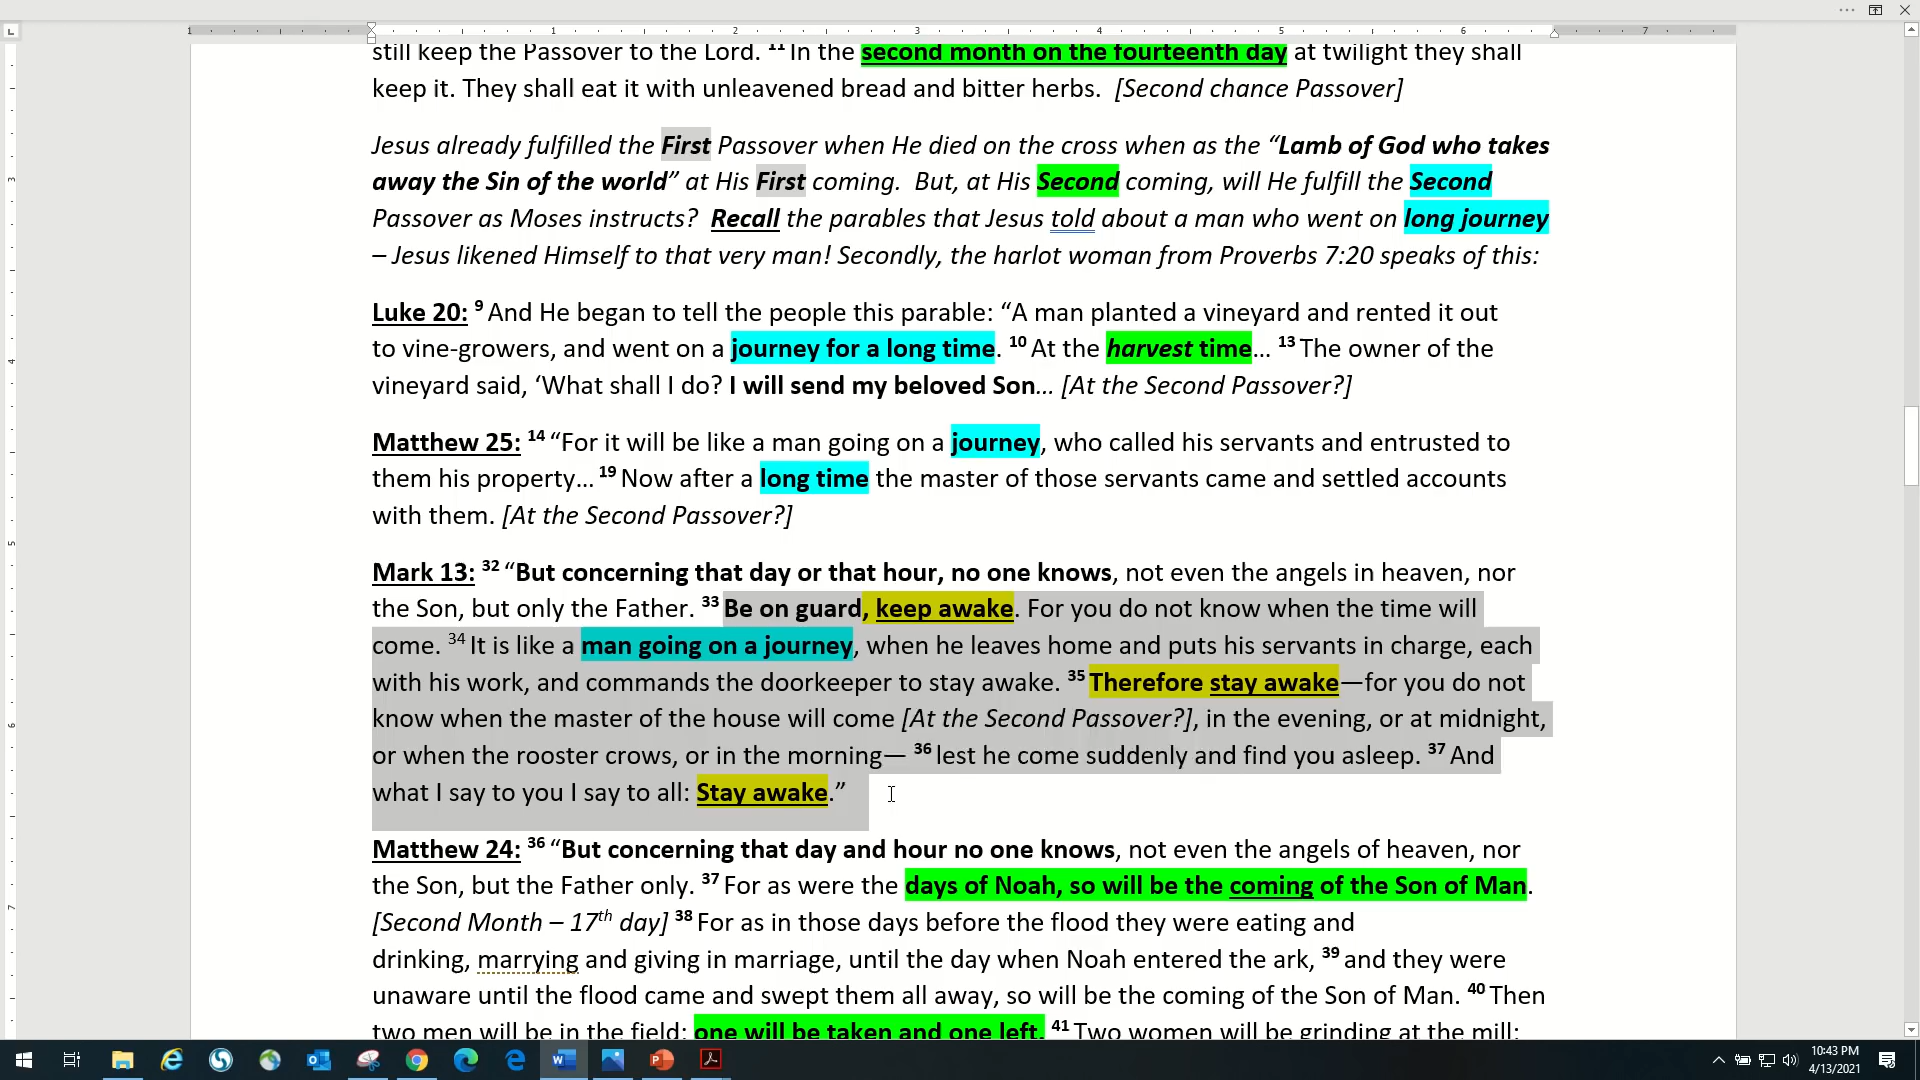 1 1 2 3 4 5 6 7
still keep the Passover to the Lord. 11 In the second month on the fourteenth day at twilight they shall
keep it. They shall eat it with unleavened bread and bitter herbs. [Second chance Passover]
Jesus already fulfilled the First Passover when He died on the cross when as the “Lamb of God who takes
away the Sin of the world” at His First coming. But, at His Second coming, will He fulfill the Second
Passover as Moses instructs? Recall the parables that Jesus told about a man who went on long journey
– Jesus likened Himself to that very man! Secondly, the harlot woman from Proverbs 7:20 speaks of this:
Luke 20: 9 And He began to tell the people this parable: “A man planted a vineyard and rented it out
to vine-growers, and went on a journey for a long time. 10 At the harvest time… 13 The owner of the
vineyard said, ‘What shall I do? I will send my beloved Son… [At the Second Passover?]
Matthew 25: 14 “For it will be like a man going on a journey, who called his servants and entrusted to
them his property… 19 Now after a long time the master of those servants came and settled accounts
with them. [At the Second Passover?]
Mark 13: 32 “But concerning that day or that hour, no one knows, not even the angels in heaven, nor
the Son, but only the Father. 33 Be on guard, keep awake. For you do not know when the time will
come. 34 It is like a man going on a journey, when he leaves home and puts his servants in charge, each
with his work, and commands the doorkeeper to stay awake. 35 Therefore stay awake—for you do not
know when the master of the house will come [At the Second Passover?], in the evening, or at midnight,
or when the rooster crows, or in the morning— 36 lest he come suddenly and find you asleep. 37 And
what I say to you I say to all: Stay awake.”
Matthew 24: 36 “But concerning that day and hour no one knows, not even the angels of heaven, nor
the Son, but the Father only. 37 For as were the days of Noah, so will be the coming of the Son of Man.
[Second Month – 17th day] 38 For as in those days before the flood they were eating and
drinking, marrying and giving in marriage, until the day when Noah entered the ark, 39 and they were
unaware until the flood came and swept them all away, so will be the coming of the Son of Man. 40 Then
two men will be in the field; one will be taken and one left. 41 Two women will be grinding at the mill;
10:43 PM
4/13/2021